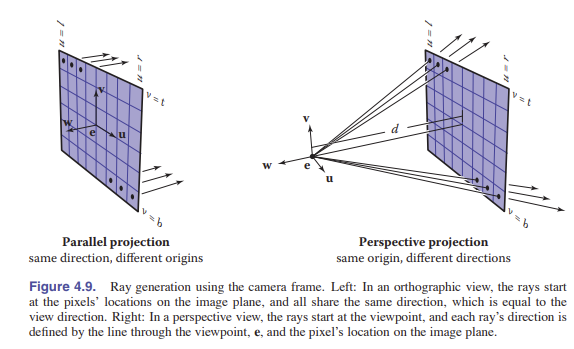 u = l
u = r
v = t
v
w
e
u
v = b
u = l
u = r
v = t
v
d
w
e
u
v = b
Parallel projection
same direction, different origins
Perspective projection
same origin, different directions
Figure 4.9. Ray generation using the camera frame. Left: In an orthographic view, the rays start
at the pixels' locations on the image plane, and all share the same direction, which is equal to the
view direction. Right: In a perspective view, the rays start at the viewpoint, and each ray's direction is
defined by the line through the viewpoint, e, and the pixel's location on the image plane.